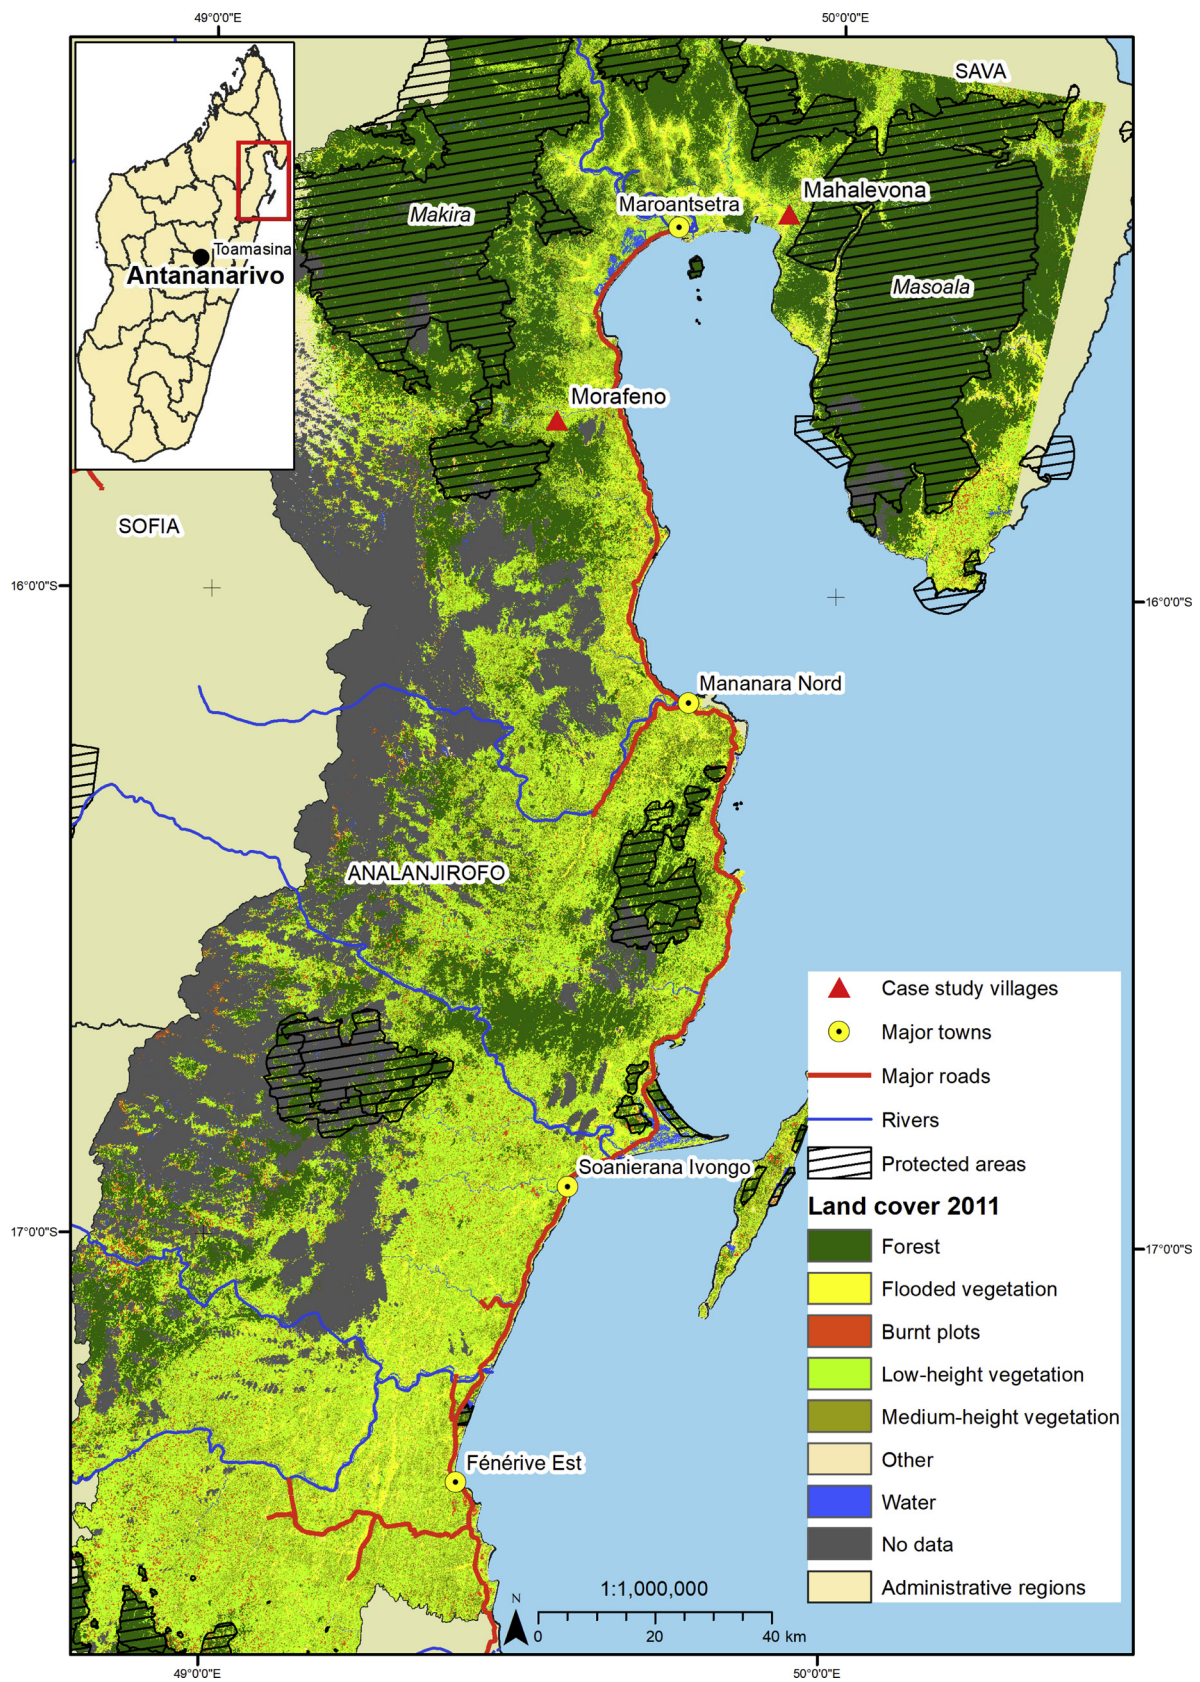 49°0'0"E
50°0'0"E
SAVA
Mahalevona
Maroantsetra
Makira
Toamasina
Antananarivo
Masoala
Morafeno
SOFIA
16°0'0"S
16°0'0"S
Mananara Nord
ANALANJIROFO
Case study villages
Major towns
Major roads
Rivers
Protected areas
Soanierana Ivongo
Land cover 2011
17°0'0"S
17°0'0"S
Forest
Flooded vegetation
Burnt plots
Low-height vegetation
Medium-height vegetation
Other
Fénérive Est
Water
No data
Administrative regions
1:1,000,000
N
0 20 40 km
49°0'0"E
50°0'0"E